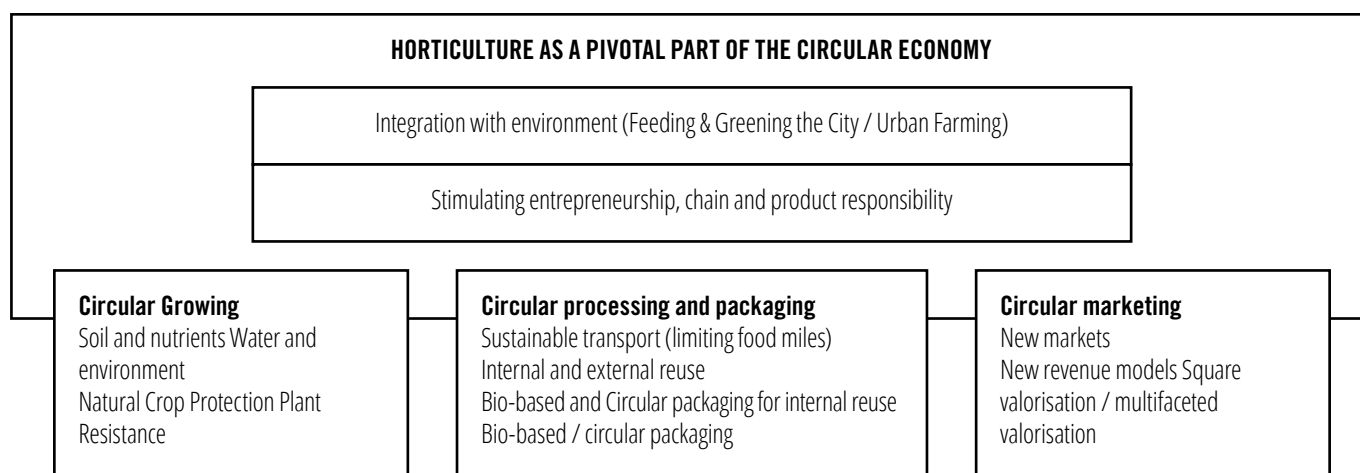 HORTICULTURE AS A PIVOTAL PART OF THE CIRCULAR ECONOMY
Integration with environment (Feeding & Greening the City / Urban Farming)
Stimulating entrepreneurship, chain and product responsibility
Circular Growing
Soil and nutrients Water and
environment
Natural Crop Protection Plant
Resistance
Circular processing and packaging
Sustainable transport (limiting food miles)
Internal and external reuse
Bio-based and Circular packaging for internal reuse
Bio-based / circular packaging
Circular marketing
New markets
New revenue models Square
valorisation / multifaceted
valorisation